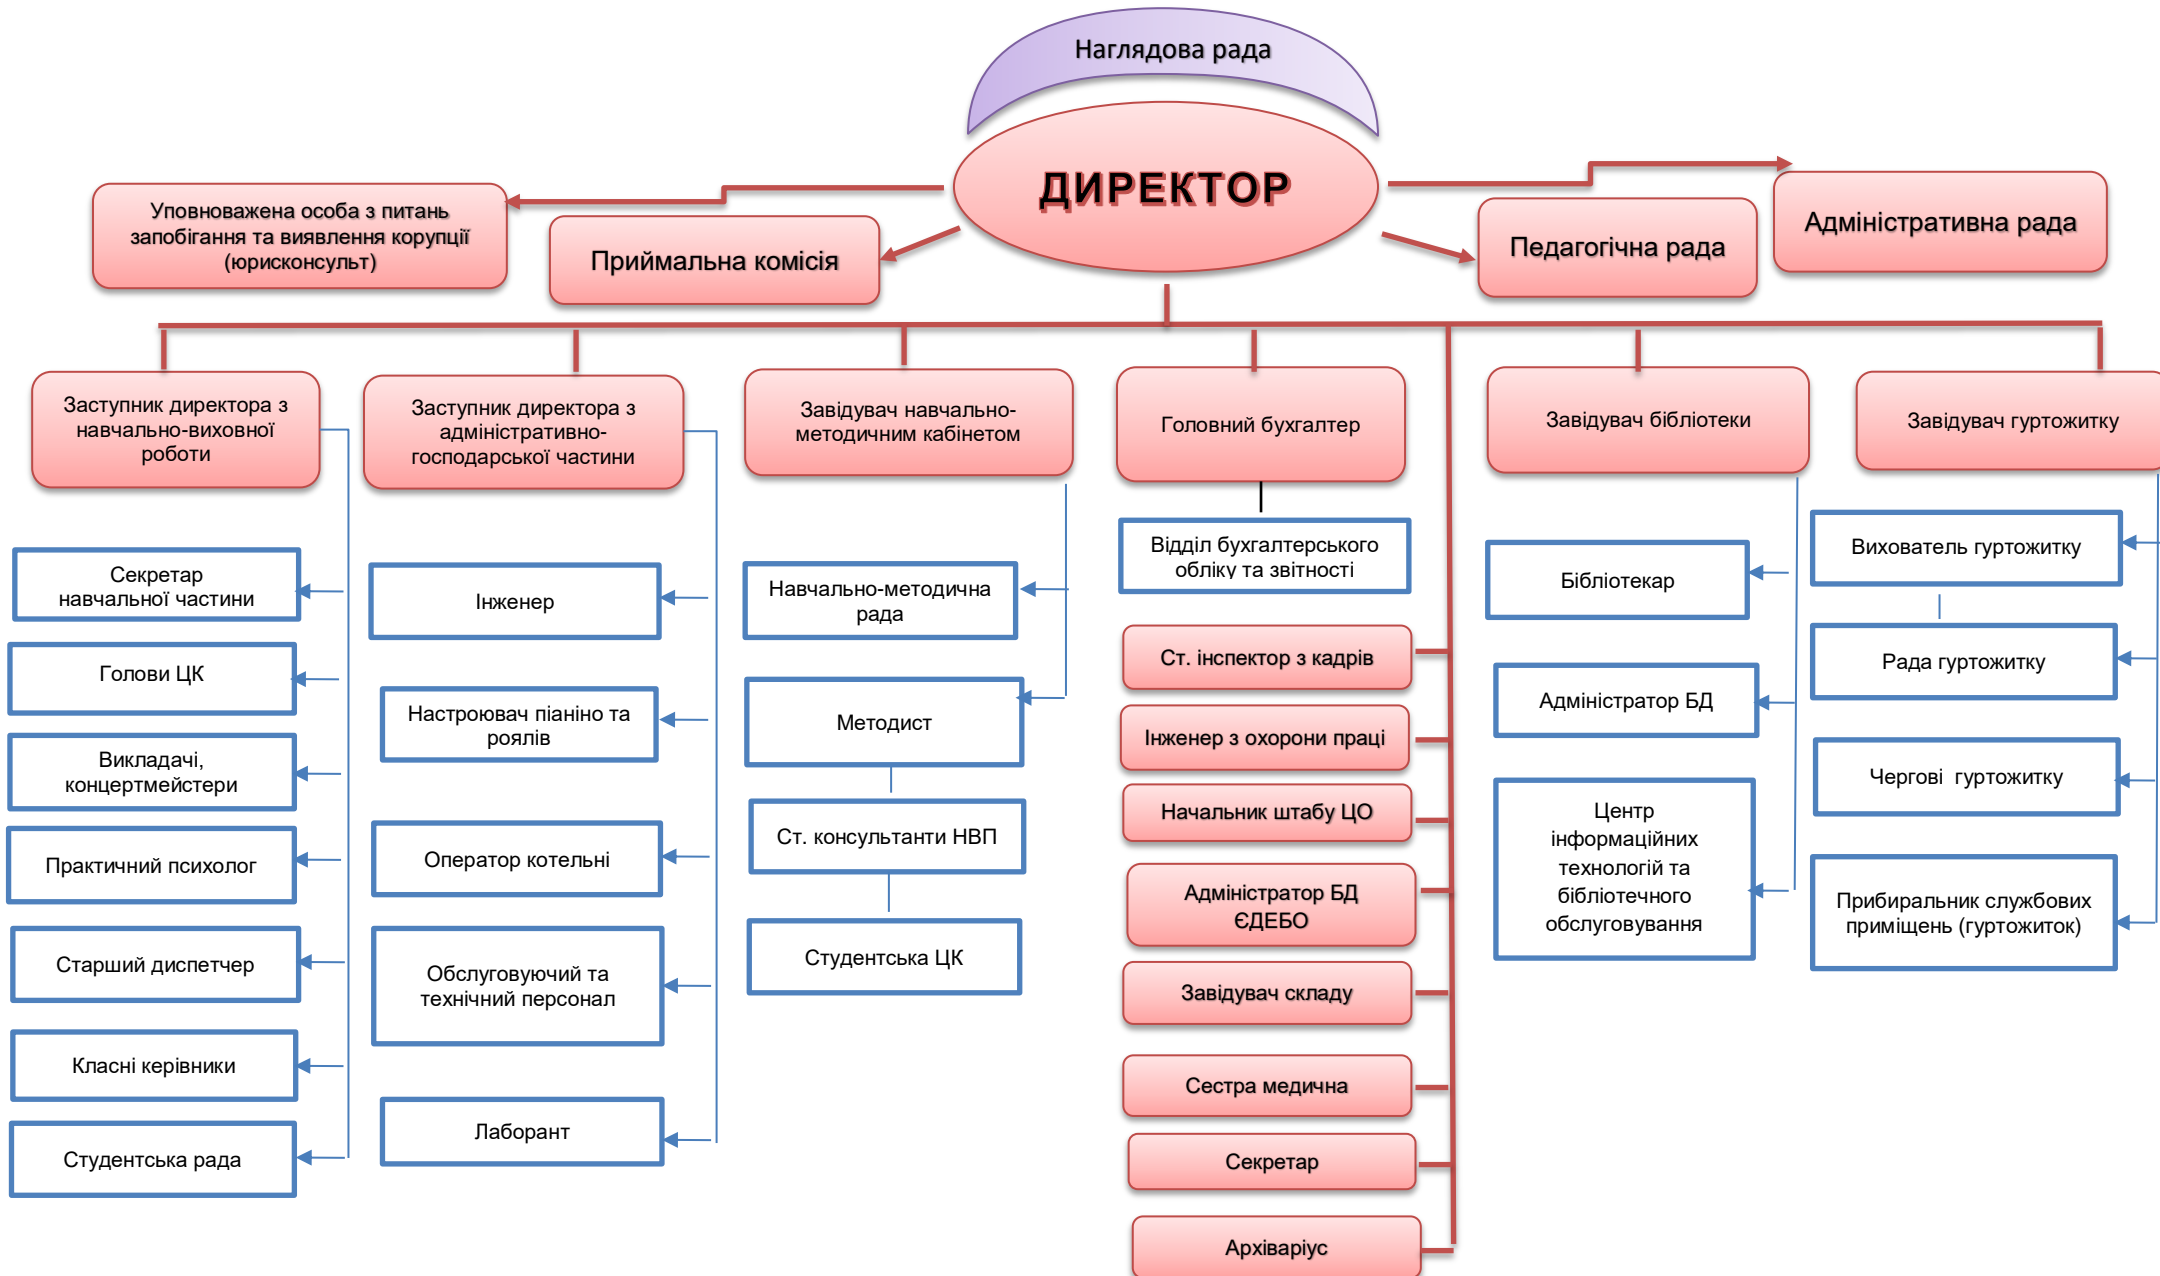 Наглядова рада
ДИРЕКТОР
Уповноважена особа з питань
запобігання та виявлення корупції
(юрисконсульт)
Приймальна комісія
Педагогічна рада
Адміністративна рада
Заступник директора з
навчально-виховної
роботи
Заступник директора з
адміністративно-
господарської частини
Завідувач навчально-
методичним кабінетом
Головний бухгалтер
Завідувач бібліотеки
Завідувач гуртожитку
Секретар
навчальної частини
Голови ЦК
Викладачі,
концертмейстери
Практичний психолог
Старший диспетчер
Класні керівники
Студентська рада
Інженер
Настроювач піаніно та
роялів
Оператор котельні
Обслуговуючий та
технічний персонал
Лаборант
Навчально-методична
рада
Методист
Ст. консультанти НВП
Студентська ЦК
Відділ бухгалтерського
обліку та звітності
Ст. інспектор з кадрів
Інженер з охорони праці
Начальник штабу ЦО
Адміністратор БД
ЄДЕБО
Завідувач складу
Сестра медична
Секретар
Архіваріус
Бібліотекар
Адміністратор БД
Центр
інформаційних
технологій та
бібліотечного
обслуговування
Вихователь гуртожитку
Рада гуртожитку
Чергові гуртожитку
Прибиральник службових
приміщень (гуртожиток)